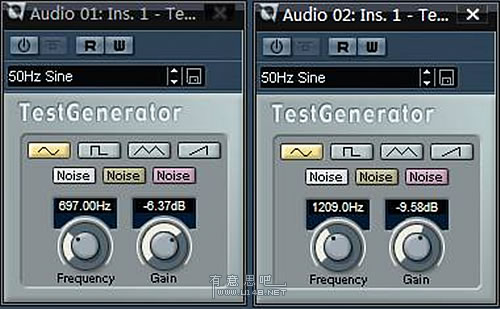 Audio 01: Ins. 1 - Te...
R W
50Hz Sine
TestGenerator
Noise Noise Noise
697.00Hz -6.37dB
Frequency Gain
Audio 02: Ins. 1 - Te...
R W
50Hz Sine
TestGenerator
Noise Noise Noise
1209.0Hz -9.58dB
Frequency Gain
有意思吧
WWW.U148.NET